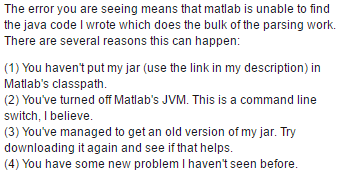 The error you are seeing means that matlab is unable to find
the java code I wrote which does the bulk of the parsing work.
There are several reasons this can happen:
(1) You haven't put my jar (use the link in my description) in
Matlab's classpath.
(2) You've turned off Matlab's JVM. This is a command line
switch, I believe.
(3) You've managed to get an old version of my jar. Try
downloading it again and see if that helps.
(4) You have some new problem I haven't seen before.